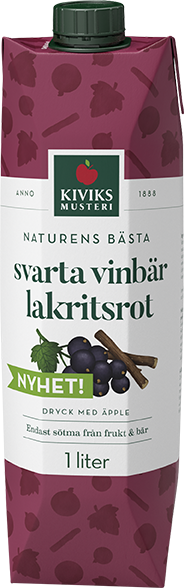 KIVIKS
MUSTERI
ANNO 1888
NATURENS BÄSTA
svarta vinbär
lakritsrot
NYHET!
DRYCK MED ÄPPLE
Endast sötma från frukt & bär
1 liter